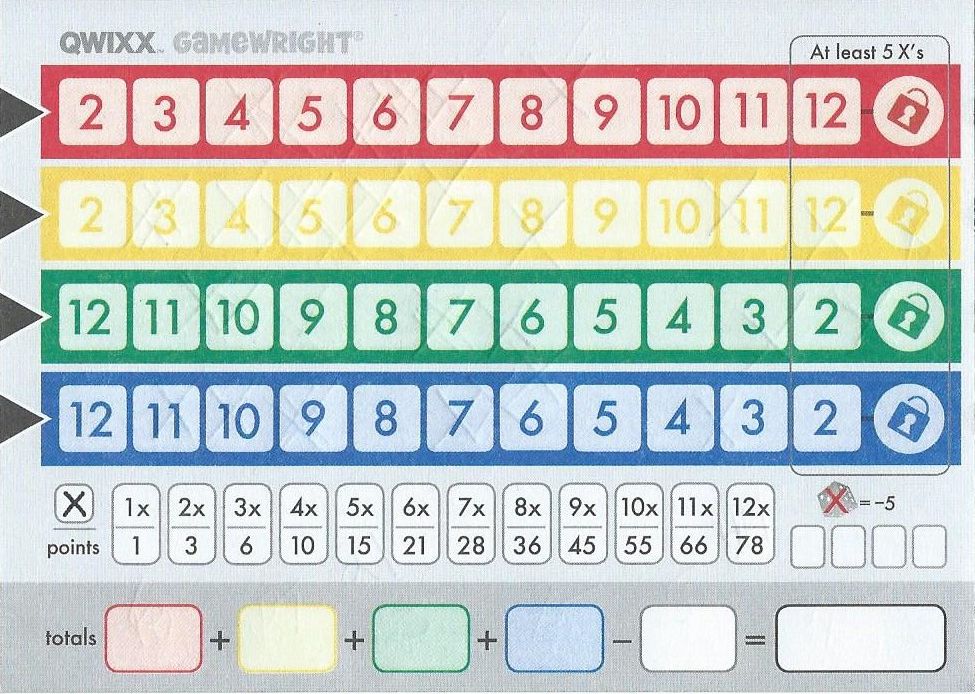 QWIXX™ GAMEWRIGHT®
At least 5 X's
2 3 4 5 6 7 8 9 10 11 12
2 3 4 5 6 7 8 9 10 11 12
12 11 10 9 8 7 6 5 4 3 2
12 11 10 9 8 7 6 5 4 3 2
X 1x 2x 3x 4x 5x 6x 7x 8x 9x 10x 11x 12x
points 1 3 6 10 15 21 28 36 45 55 66 78
X = -5
totals + + + - =